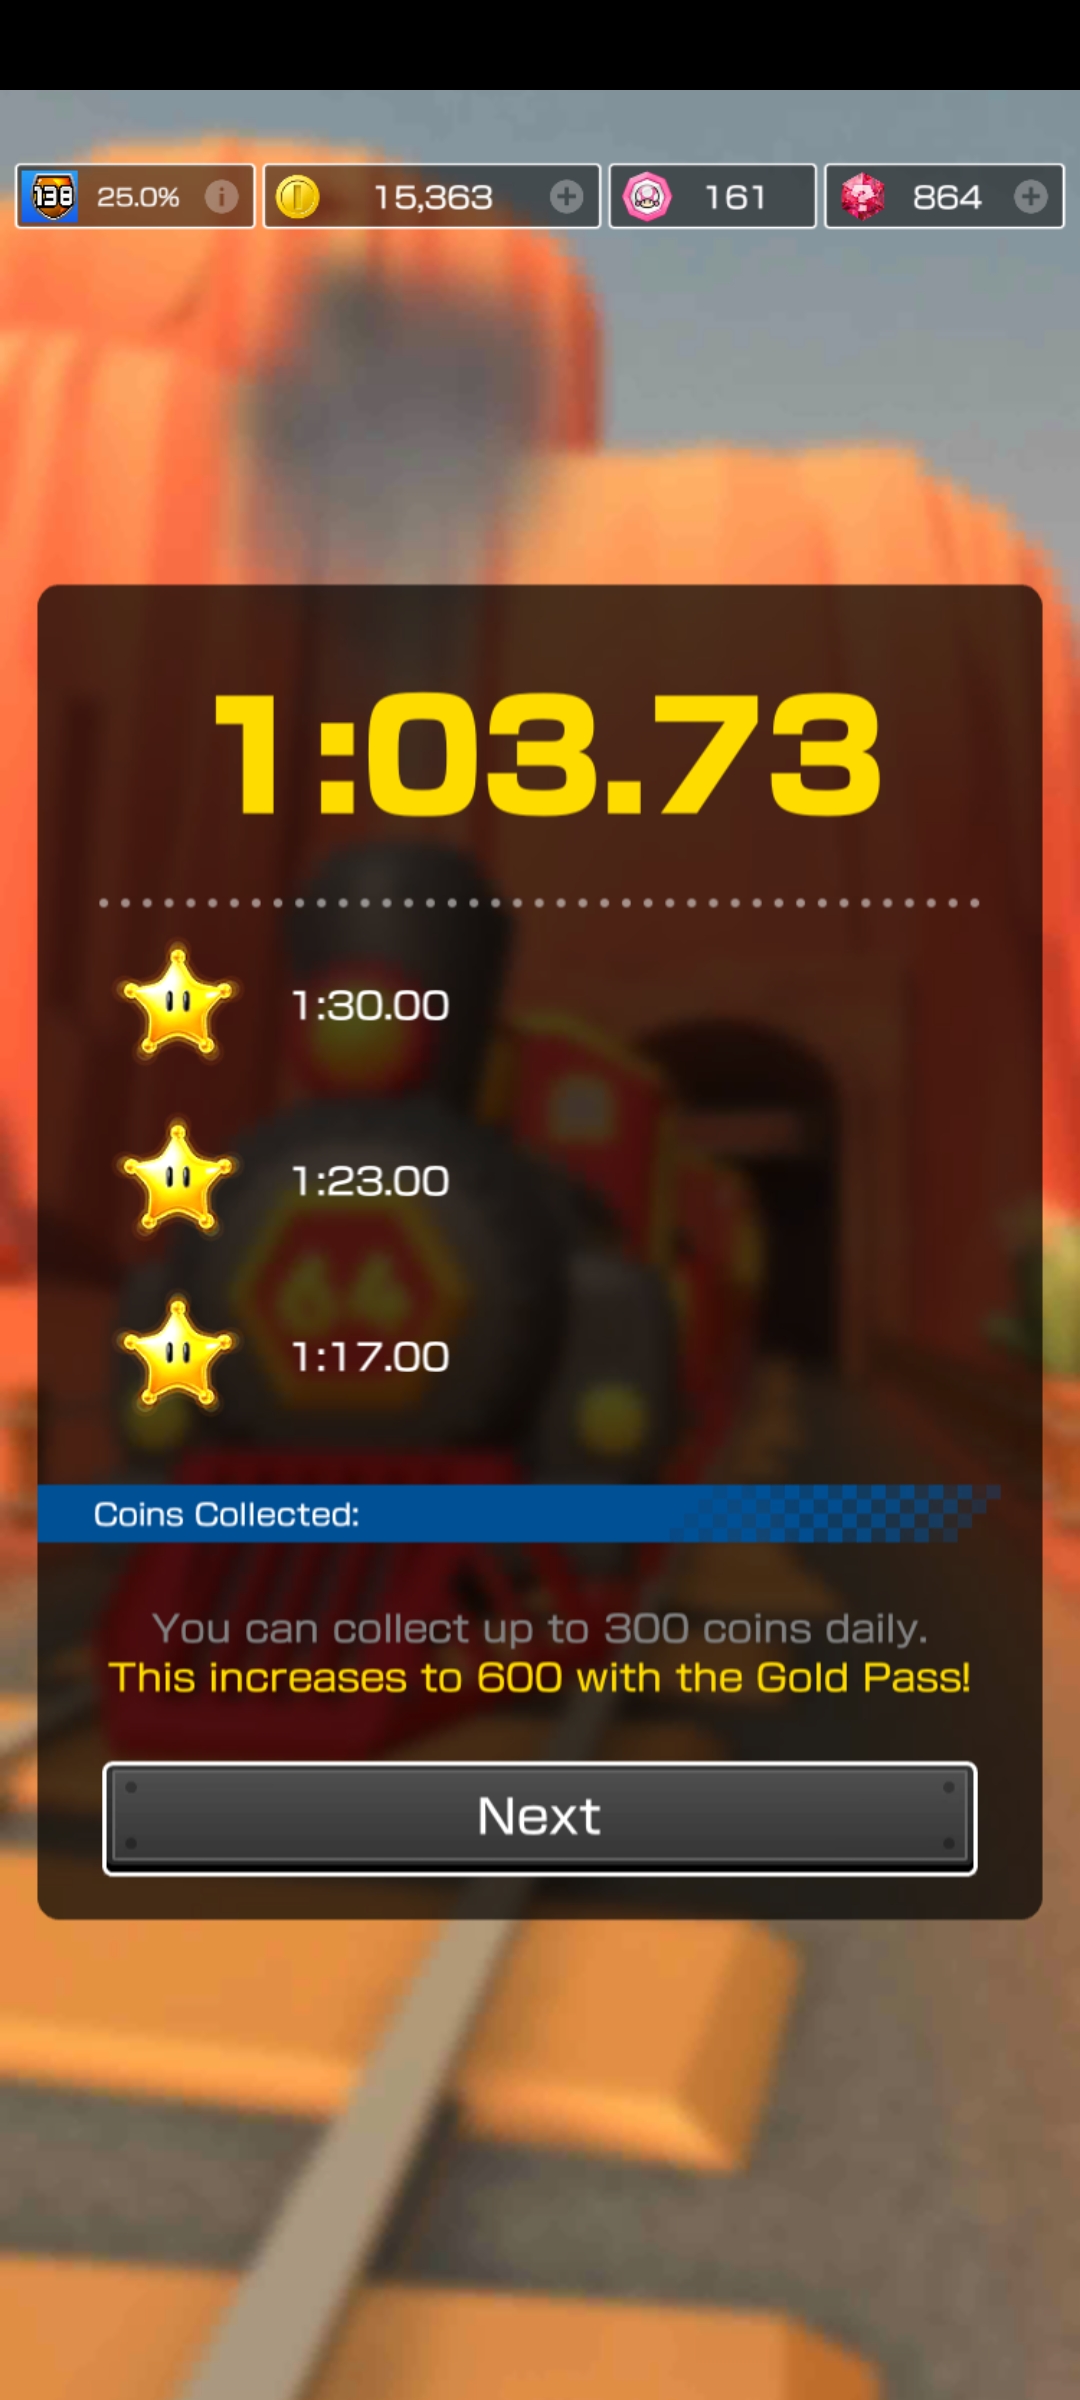 138 25.0% i 15,363 + 161 864 +
1:03.73
1:30.00
1:23.00
64
1:17.00
Coins Collected:
You can collect up to 300 coins daily.
This increases to 600 with the Gold Pass!
Next